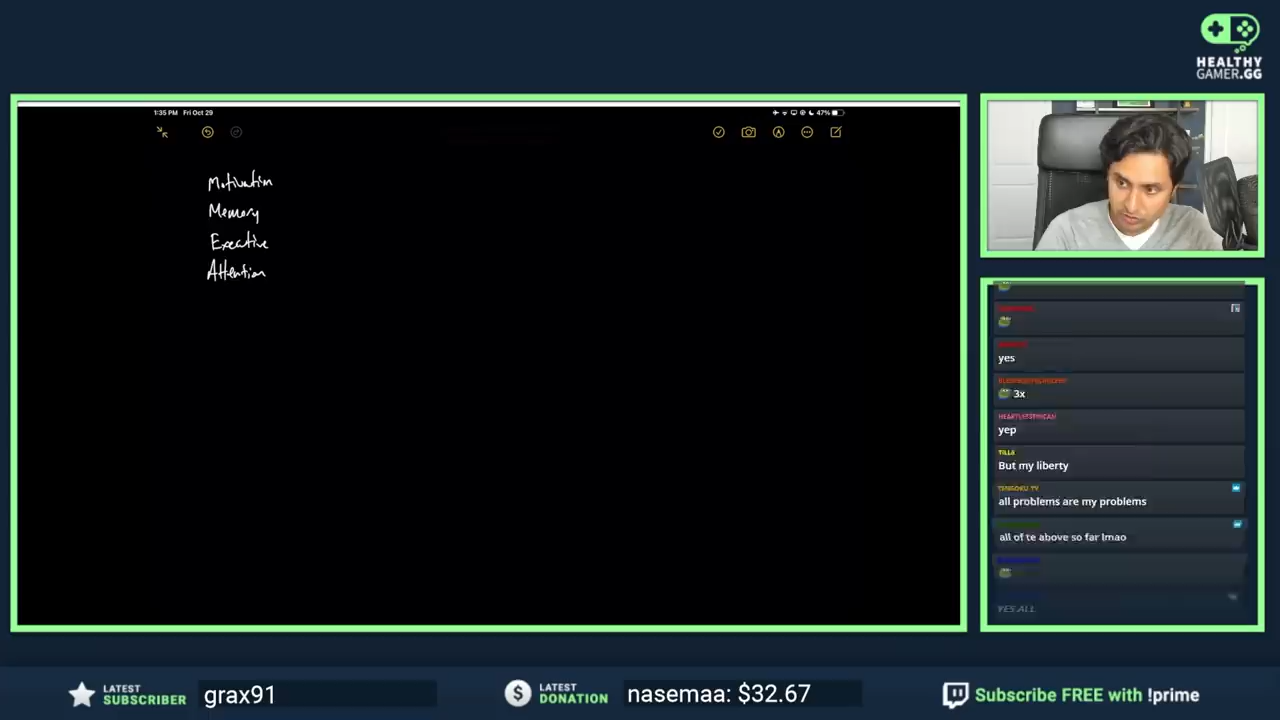 HEALTHY
GAMER.GG
1:35 PM Fri Oct 29
47%
Motivation
Memory
Executive
Attention
yes
3x
yep
TILLA
But my liberty
all problems are my problems
all of te above so far lmao
YES ALL
LATEST SUBSCRIBER grax91
LATEST DONATION nasemaa: $32.67
Subscribe FREE with !prime